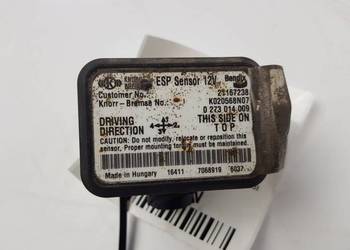 ESP Sensor 12V Bendix
Customer No.: 23167238
Knorr-Bremse No.: K020568N07
0 273 014 009
DRIVING THIS SIDE ON
DIRECTION TOP
CAUTION: Do not modify, relocate or reposition this
sensor, Proper mounting torque must be maintained.
Made in Hungary 16411 7068919 6037